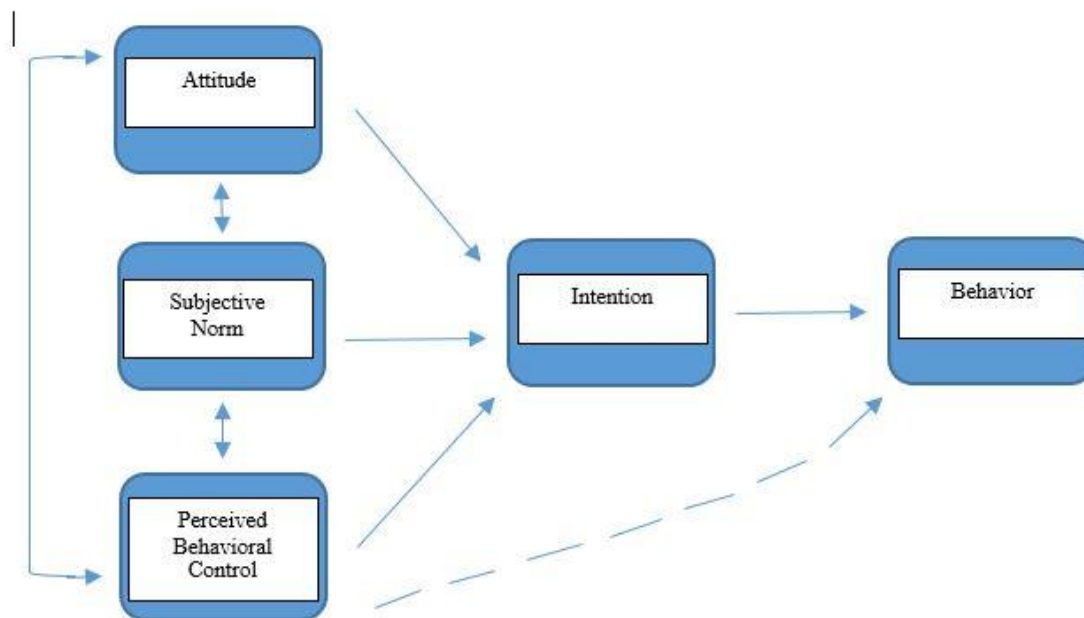 Attitude
Subjective
Norm
Perceived
Behavioral
Control
Intention
Behavior